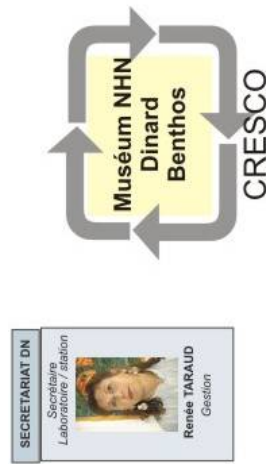 SECRETARIAT DN
Secrétaire
Laboratoire / station
Renée TARAUD
Gestion
Muséum NHN
Dinard
Benthos
CRESCO